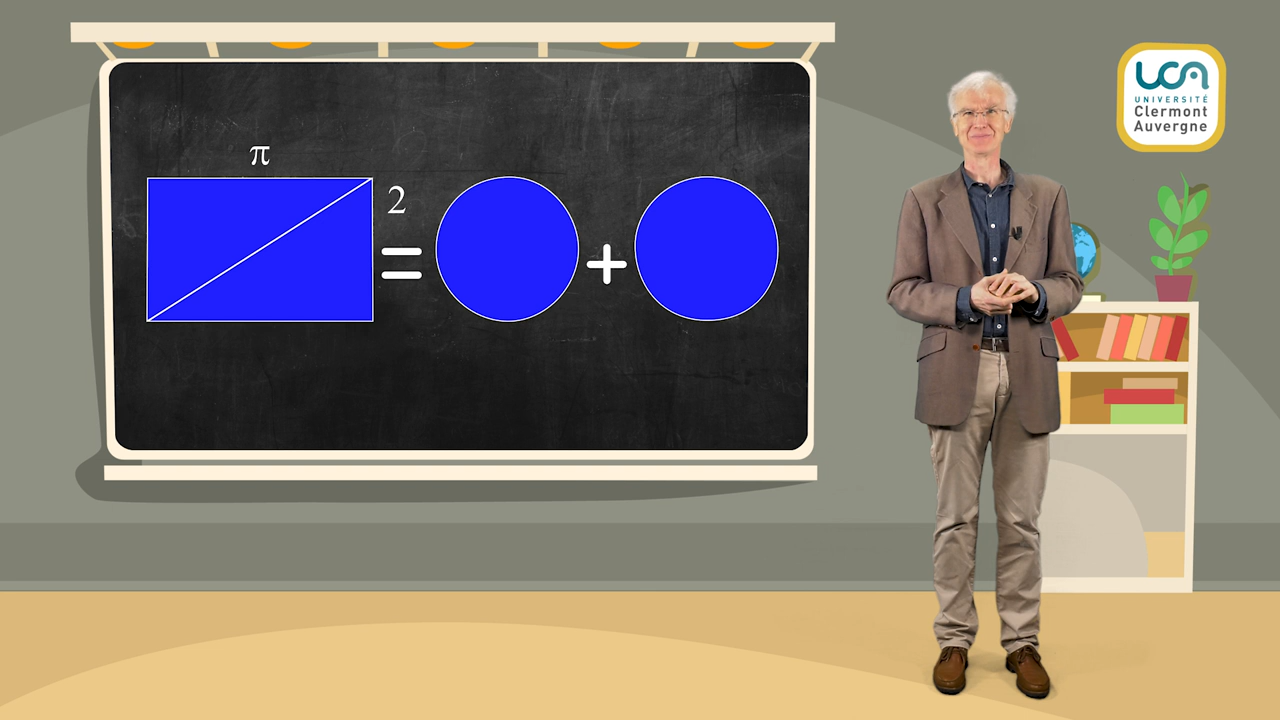 π
2
=
+
UCA
UNIVERSITÉ
Clermont
Auvergne